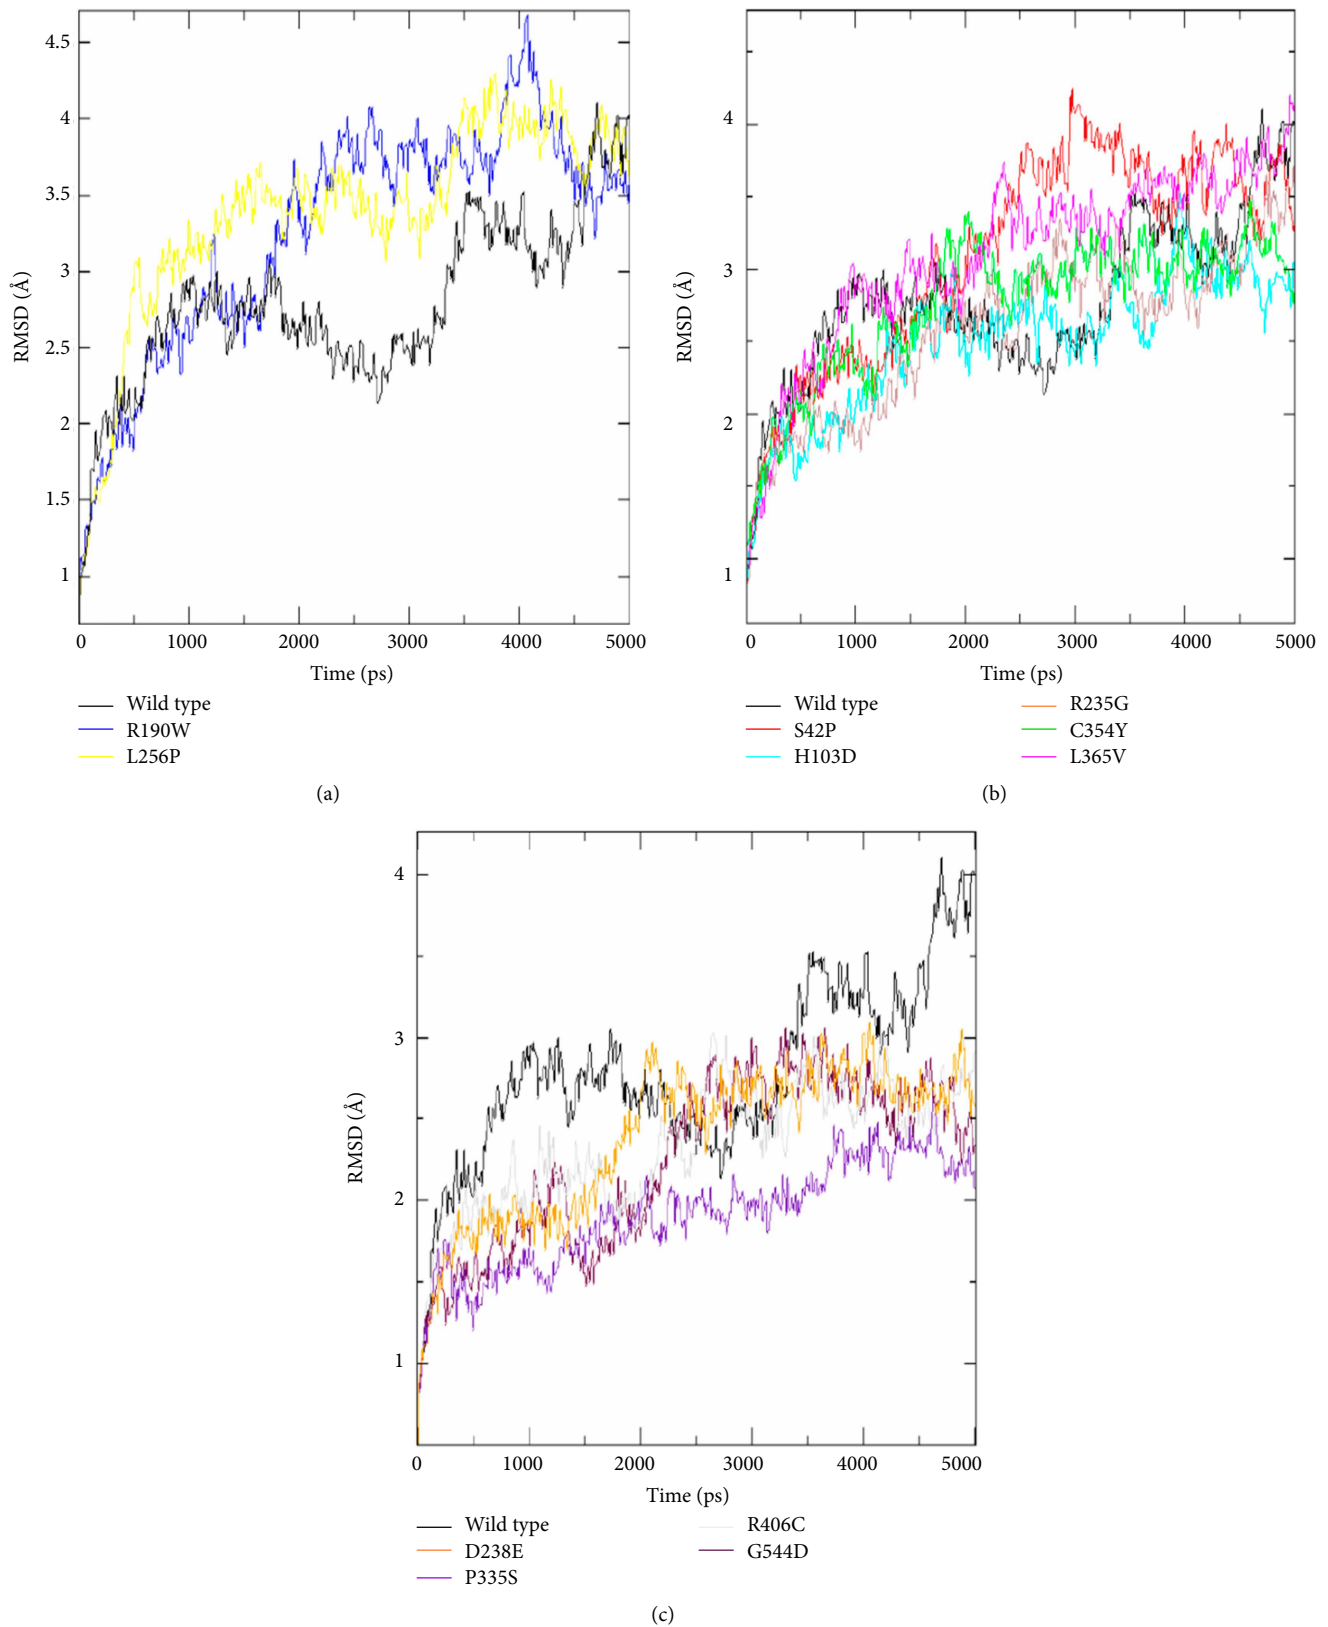 4.5
4
3.5
3
2.5
2
1.5
1
RMSD (Å)
0 1000 2000 3000 4000 5000
Time (ps)
Wild type
R190W
L256P
(a)
4
3
2
1
RMSD (Å)
0 1000 2000 3000 4000 5000
Time (ps)
Wild type
S42P
H103D
R235G
C354Y
L365V
(b)
4
3
2
1
RMSD (Å)
0 1000 2000 3000 4000 5000
Time (ps)
Wild type
D238E
P335S
R406C
G544D
(c)